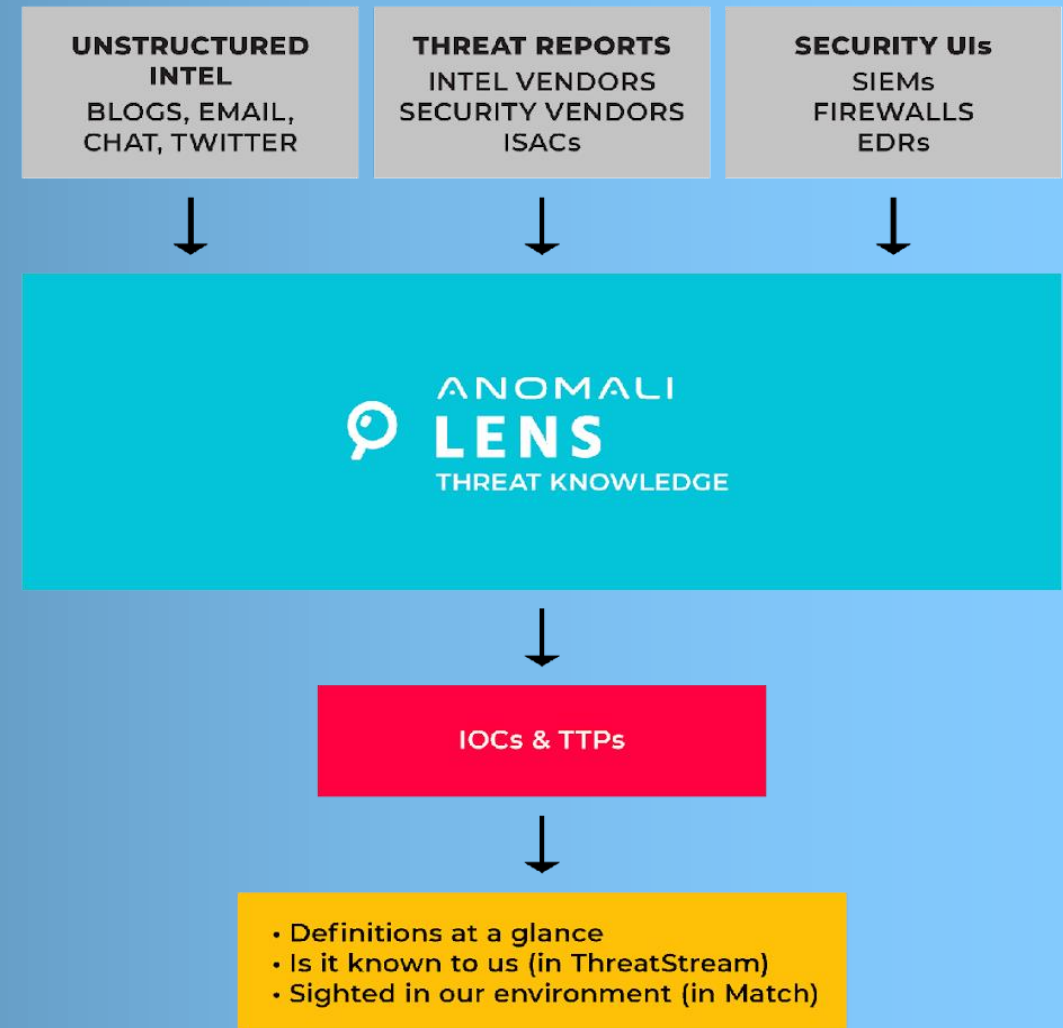 UNSTRUCTURED
INTEL
BLOGS, EMAIL,
CHAT, TWITTER
THREAT REPORTS
INTEL VENDORS
SECURITY VENDORS
ISACs
SECURITY UIs
SIEMs
FIREWALLS
EDRs
ANOMALI
LENS
THREAT KNOWLEDGE
IOCs & TTPs
• Definitions at a glance
• Is it known to us (in ThreatStream)
• Sighted in our environment (in Match)